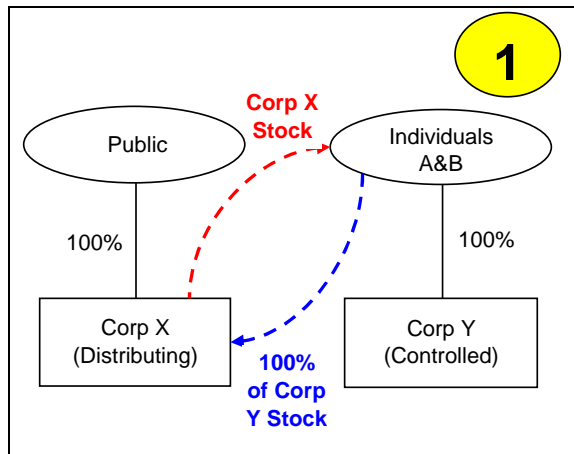 1
Corp X
Stock
Public
Individuals
A&B
100%
100%
Corp X
(Distributing)
Corp Y
(Controlled)
100%
of Corp
Y Stock